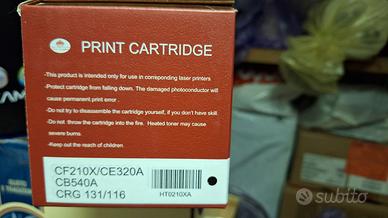 PRINT CARTRIDGE
-This product is intended only for use in correponding laser printers
-Protect cartridge from falling down. The damaged photoconductor will
cause permanent print error .
-Do not try to disassemble the cartridge yourself, if you don't have skill.
-Do not throw the cartridge into the fire. Heated toner may cause
severe burns.
-Keep out the reach of children.
CF210X/CE320A
CB540A
CRG 131/116
HT0210XA
subito